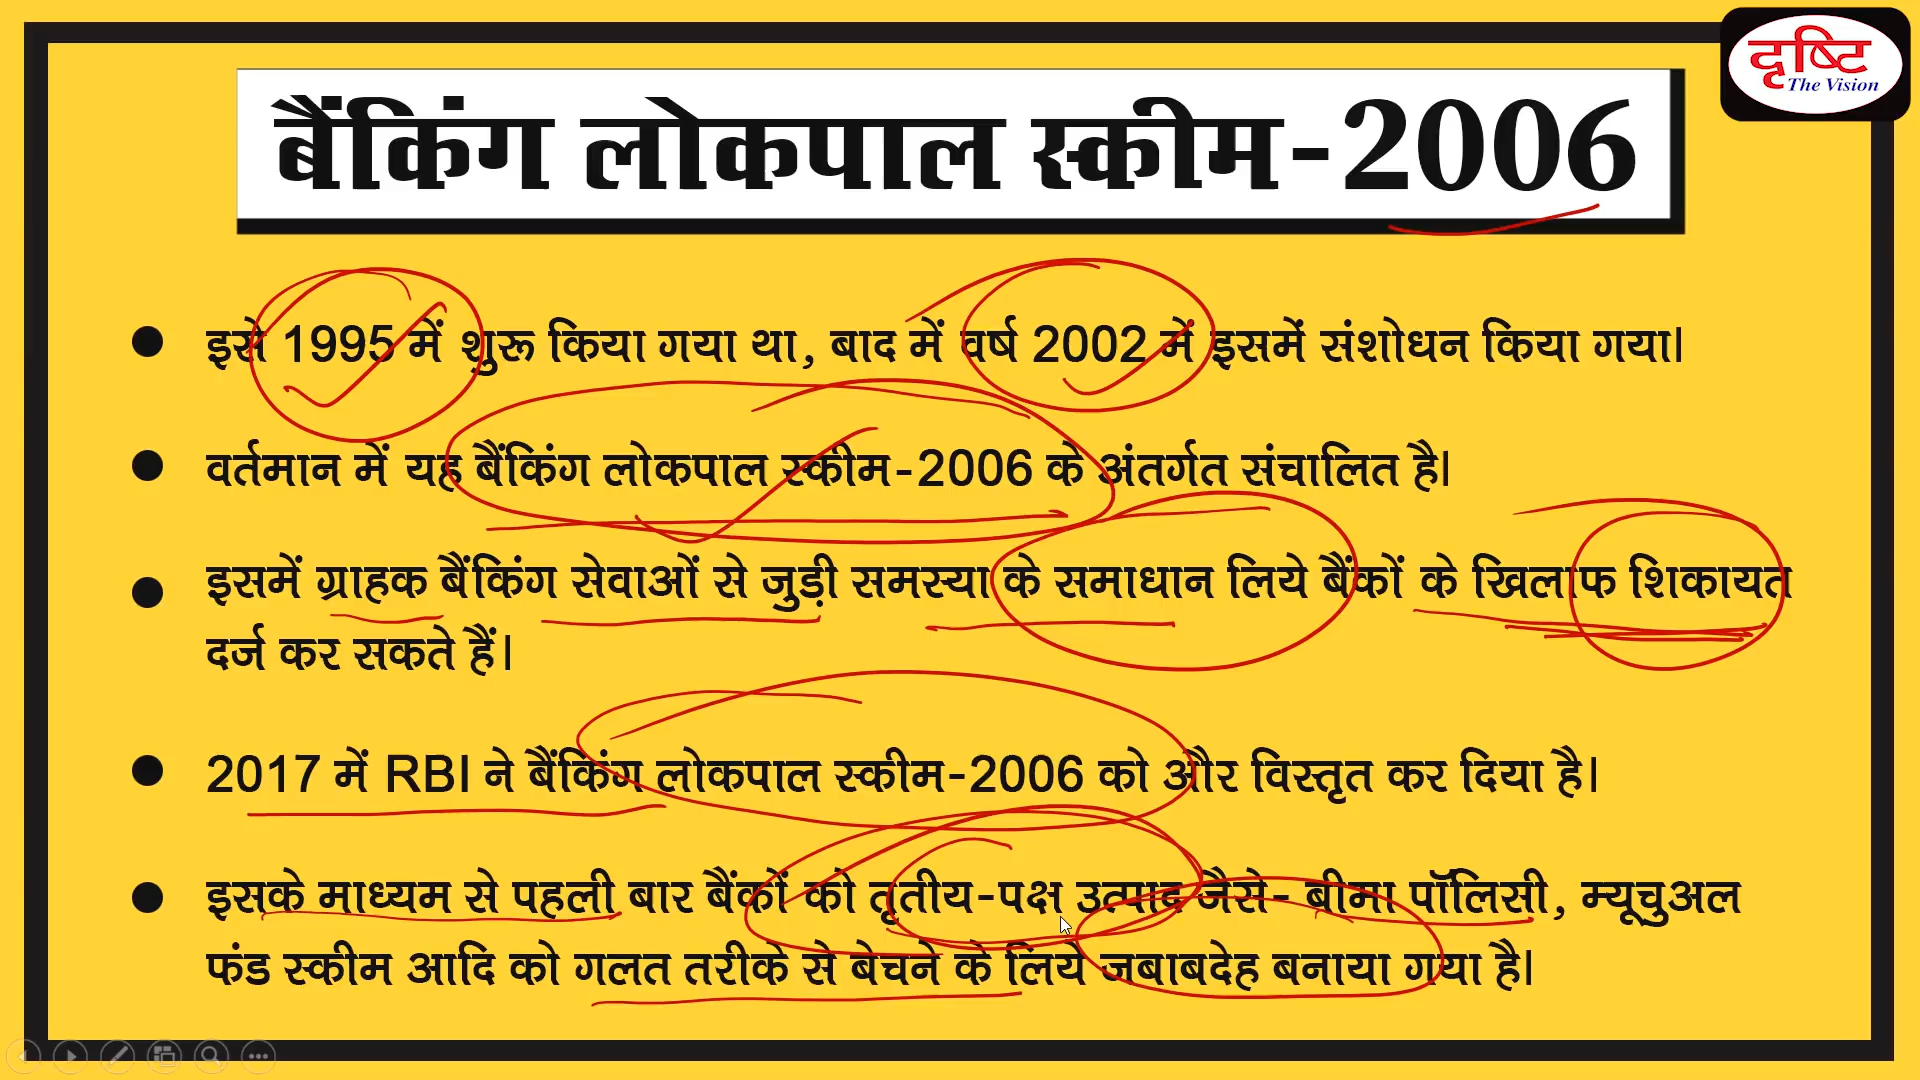 दृष्टि
The Vision
बैंकिंग लोकपाल स्कीम-2006
इसे 1995 में शुरू किया गया था, बाद में वर्ष 2002 में इसमें संशोधन किया गया।
वर्तमान में यह बैंकिंग लोकपाल स्कीम-2006 के अंतर्गत संचालित है।
इसमें ग्राहक बैंकिंग सेवाओं से जुड़ी समस्या के समाधान लिये बैंकों के खिलाफ शिकायत
दर्ज कर सकते हैं।
2017 में RBI ने बैंकिंग लोकपाल स्कीम-2006 को और विस्तृत कर दिया है।
इसके माध्यम से पहली बार बैंकों को तृतीय-पक्ष उत्पाद जैसे- बीमा पॉलिसी, म्यूचुअल
फंड स्कीम आदि को गलत तरीके से बेचने के लिये जबाबदेह बनाया गया है।